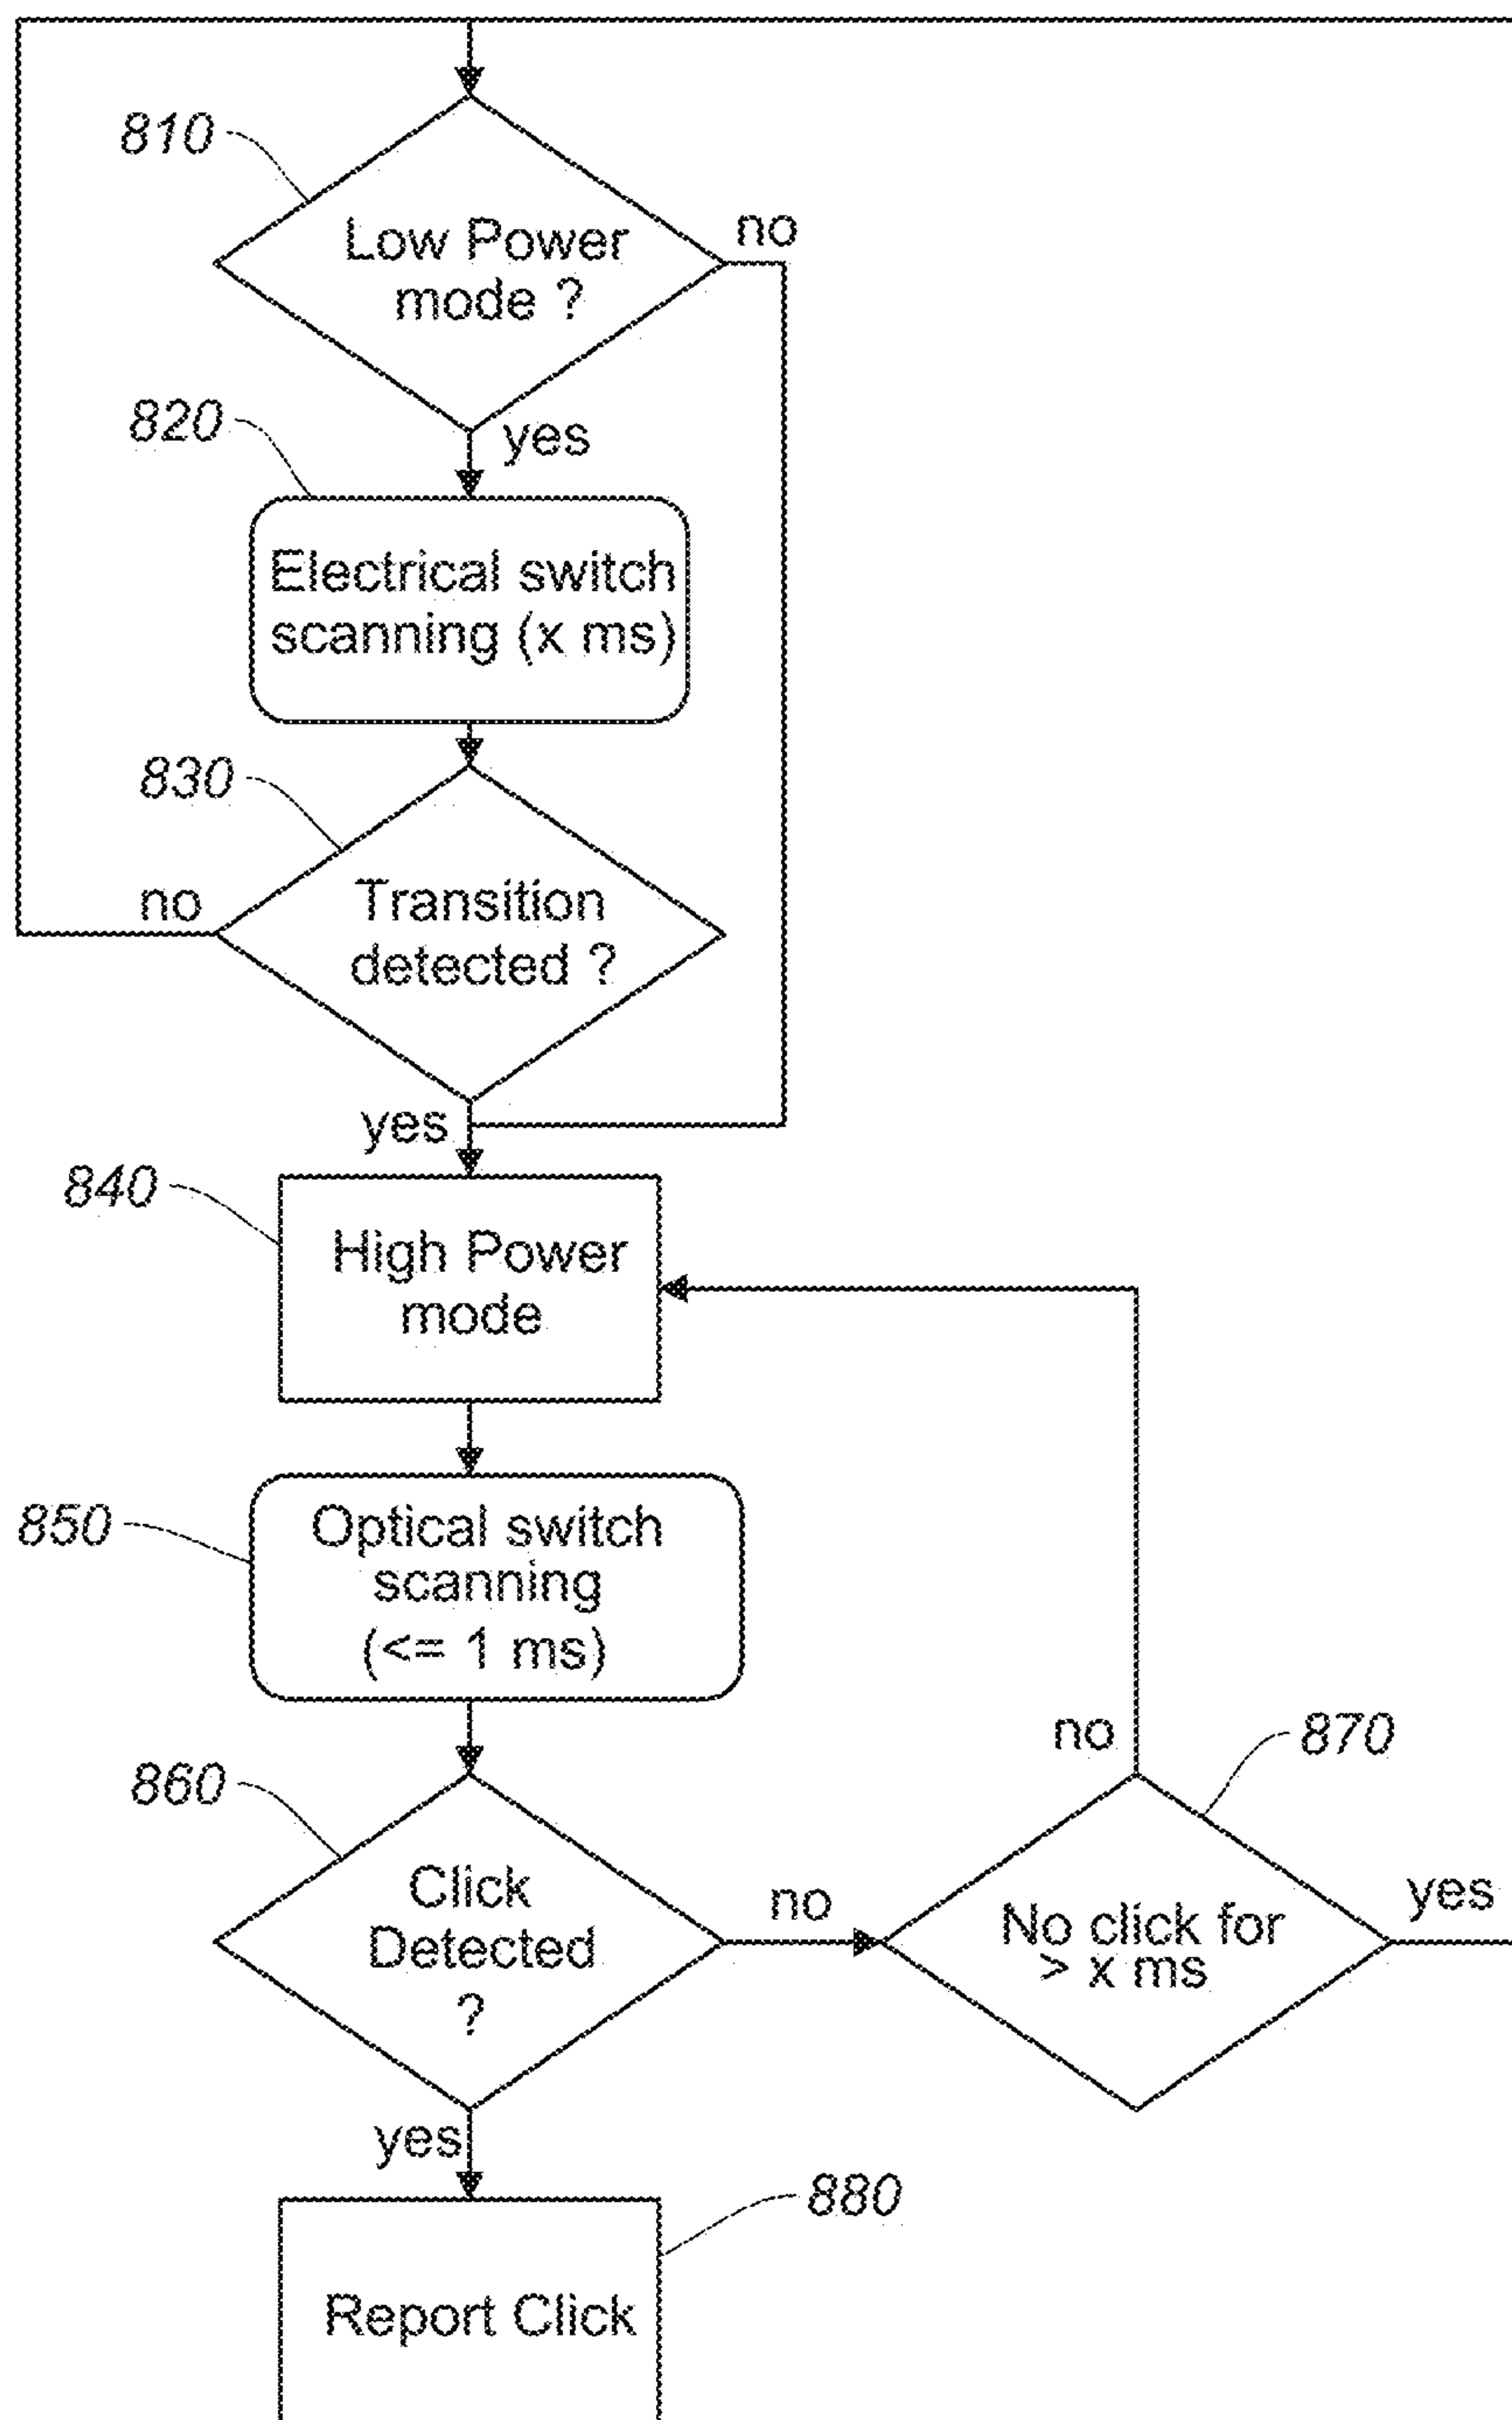 810
Low Power
mode ?
no
820
yes
Electrical switch
scanning (x ms)
830
no
Transition
detected ?
yes
840
High Power
mode
850
Optical switch
scanning
(<= 1 ms)
860
Click
Detected
?
no
no
870
No click for
> x ms
yes
yes
880
Report Click